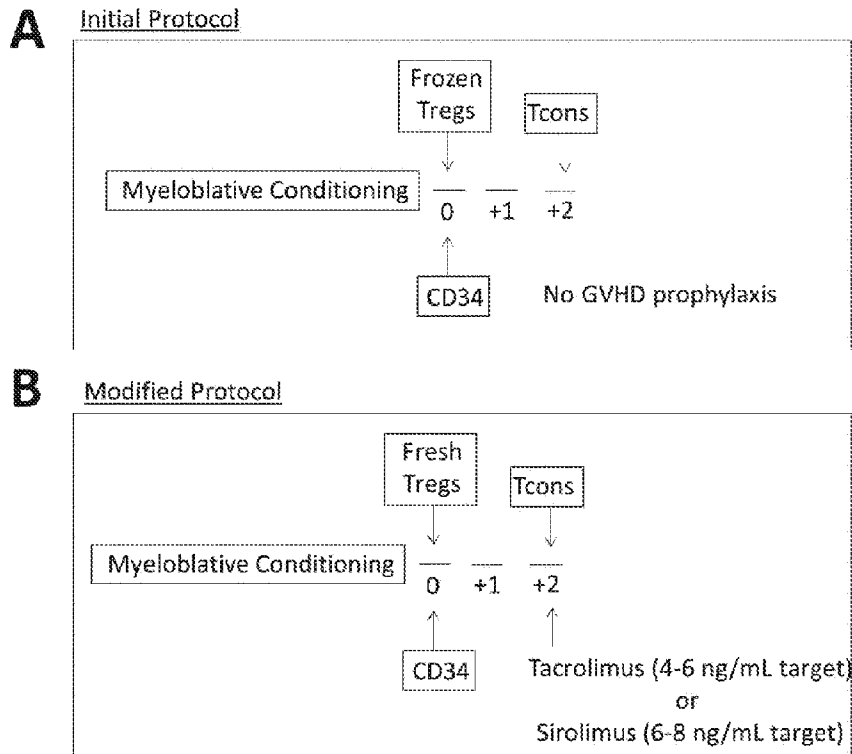 A
Initial Protocol
Frozen
Tregs
Tcons
Myeloblative Conditioning
0
+1
+2
CD34
No GVHD prophylaxis
B
Modified Protocol
Fresh
Tregs
Tcons
Myeloblative Conditioning
0
+1
+2
CD34
Tacrolimus (4-6 ng/mL target)
or
Sirolimus (6-8 ng/mL target)